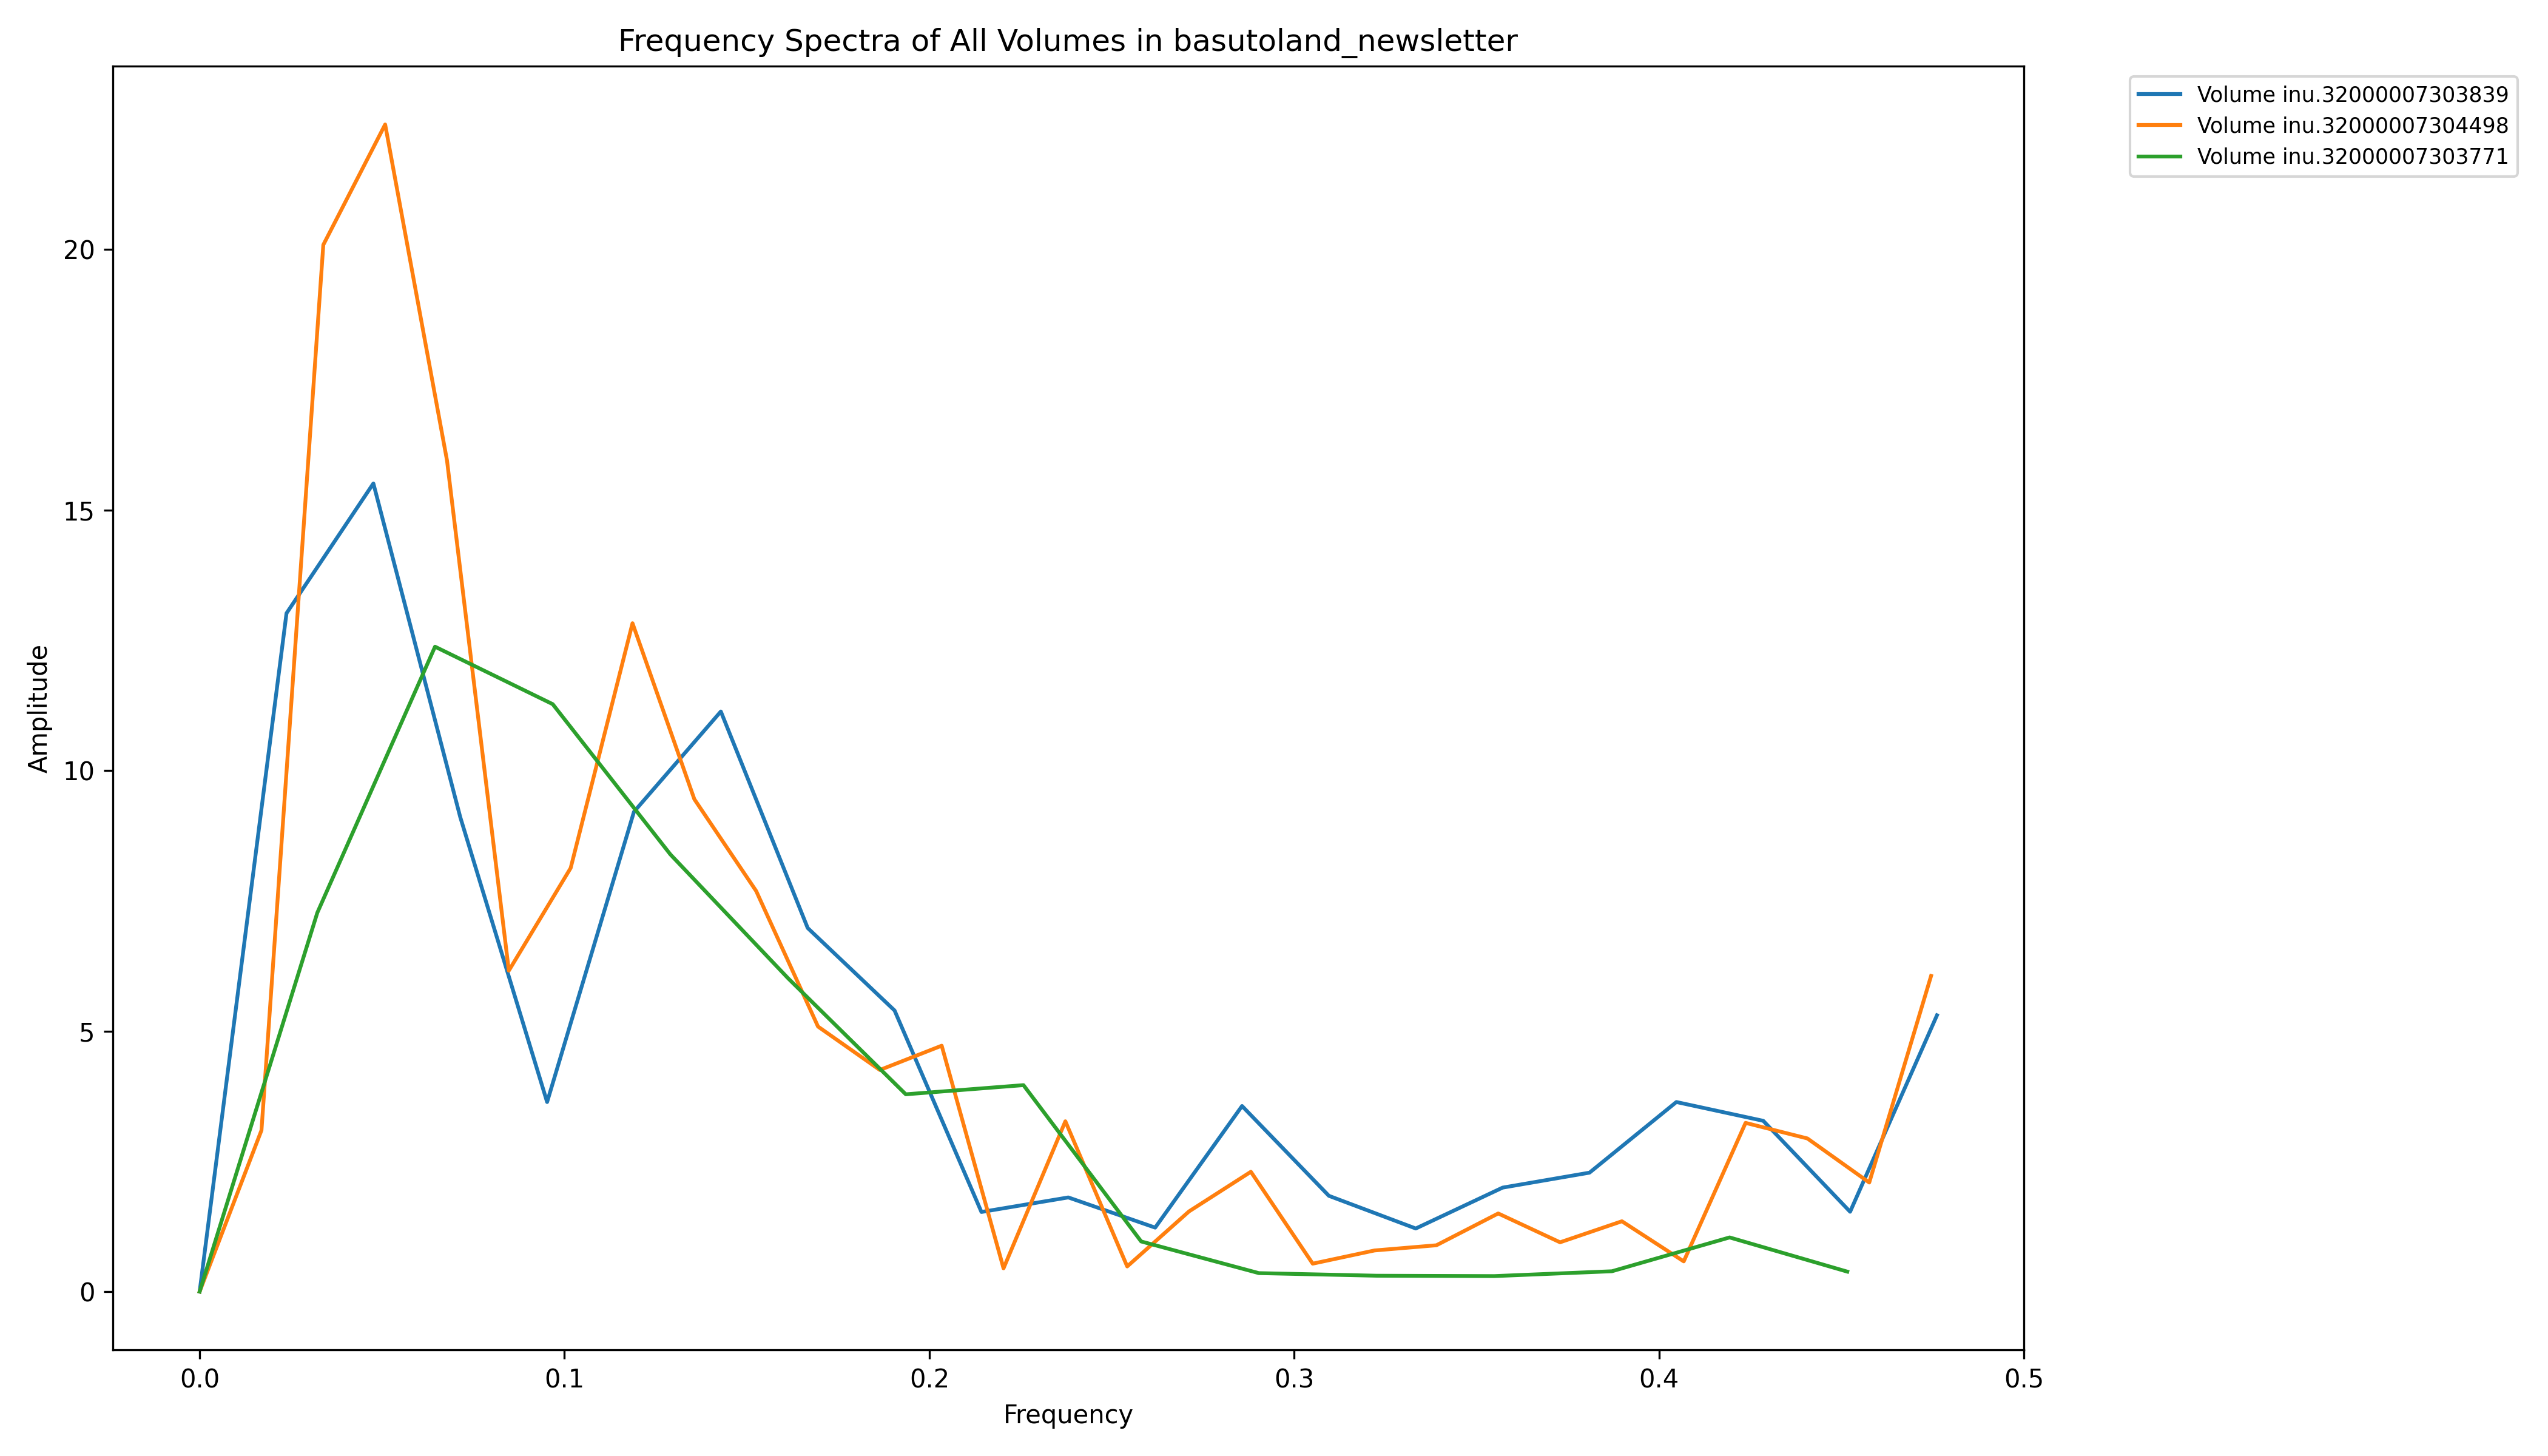 Frequency Spectra of All Volumes in basutoland_newsletter
Volume inu.32000007303839
Volume inu.32000007304498
Volume inu.32000007303771
Amplitude
20
15
10
5
0
0.0 0.1 0.2 0.3 0.4 0.5
Frequency